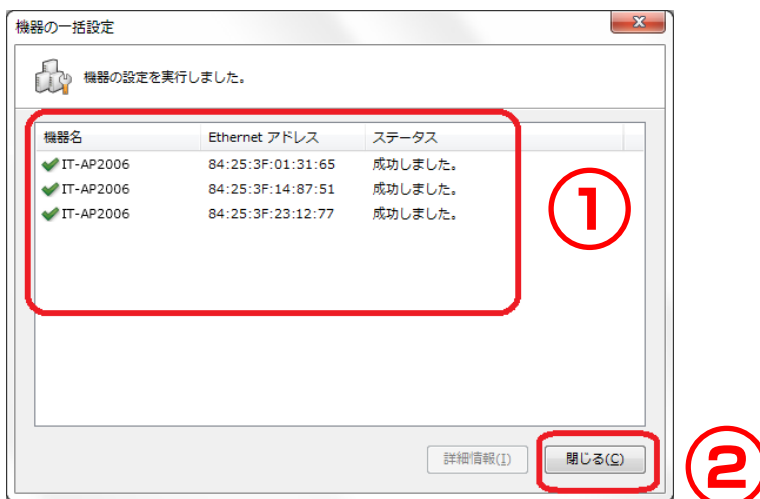 機器の一括設定
機器の設定を実行しました。
機器名 Ethernet アドレス ステータス
IT-AP2006 84:25:3F:01:31:65 成功しました。
IT-AP2006 84:25:3F:14:87:51 成功しました。
IT-AP2006 84:25:3F:23:12:77 成功しました。
①
詳細情報(I) 閉じる(C) ②